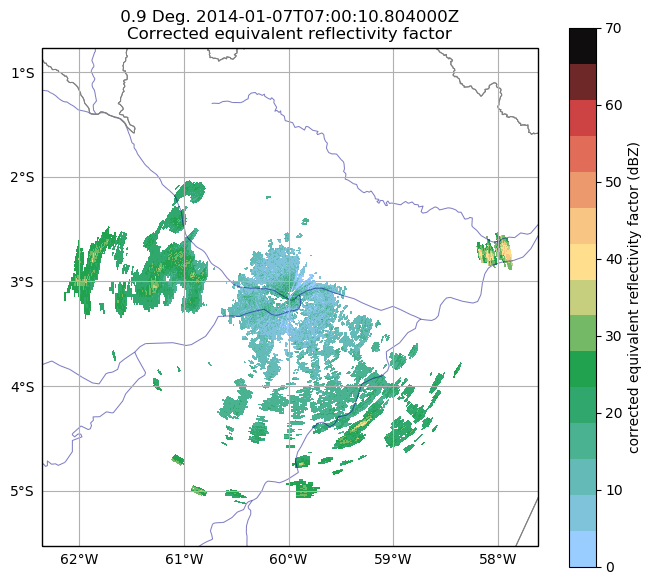 0.9 Deg. 2014-01-07T07:00:10.804000Z
Corrected equivalent reflectivity factor
1°S
2°S
3°S
4°S
5°S
62°W
61°W
60°W
59°W
58°W
70
60
50
40
30
20
10
0
corrected equivalent reflectivity factor (dBZ)